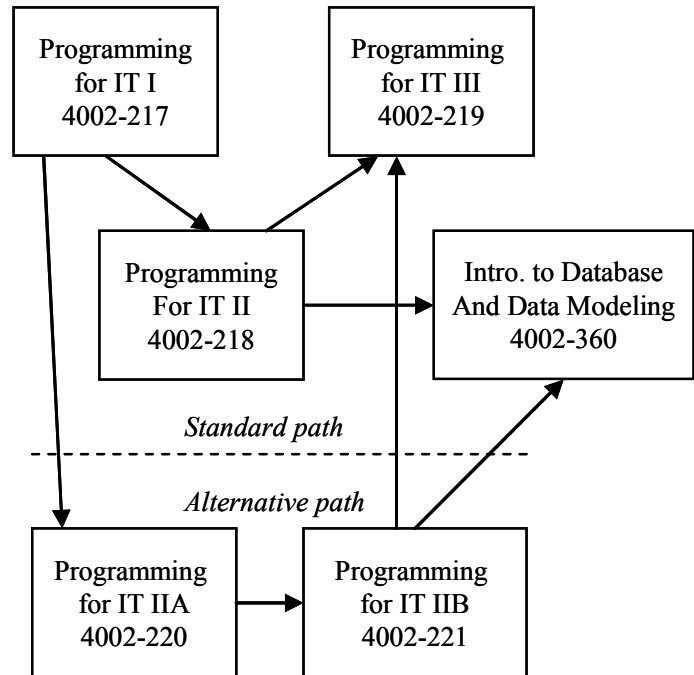 Programming
for IT I
4002-217
Programming
for IT III
4002-219
Programming
For IT II
4002-218
Intro. to Database
And Data Modeling
4002-360
Standard path
Alternative path
Programming
for IT IIA
4002-220
Programming
for IT IIB
4002-221